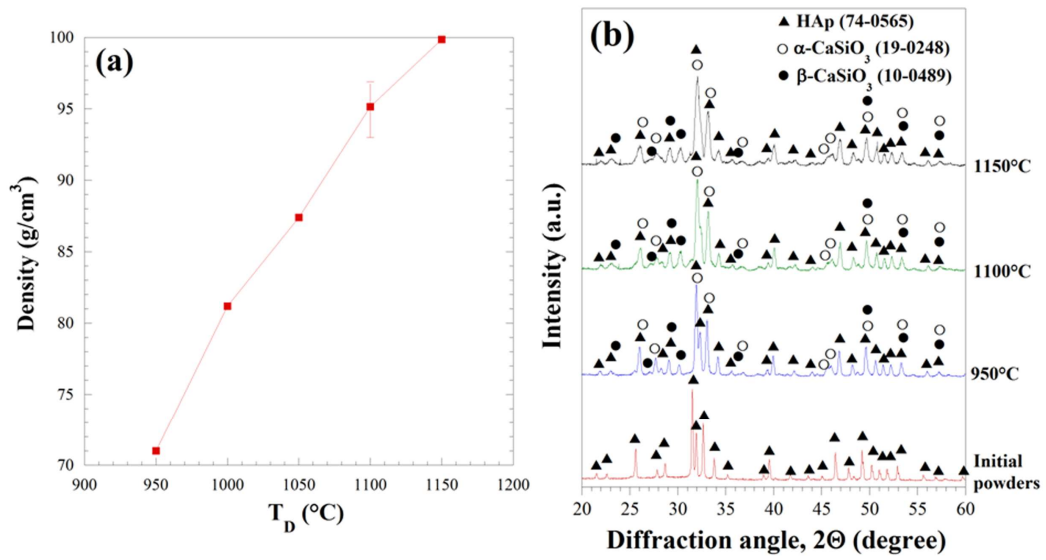 (a)
100
95
90
85
80
75
70
Density (g/cm³)
900 950 1000 1050 1100 1150 1200
T_D (°C)
(b)
▲ HAp (74-0565)
○ α-CaSiO₃ (19-0248)
● β-CaSiO₃ (10-0489)
Intensity (a.u.)
1150°C
1100°C
950°C
Initial
powders
20 25 30 35 40 45 50 55 60
Diffraction angle, 2Θ (degree)